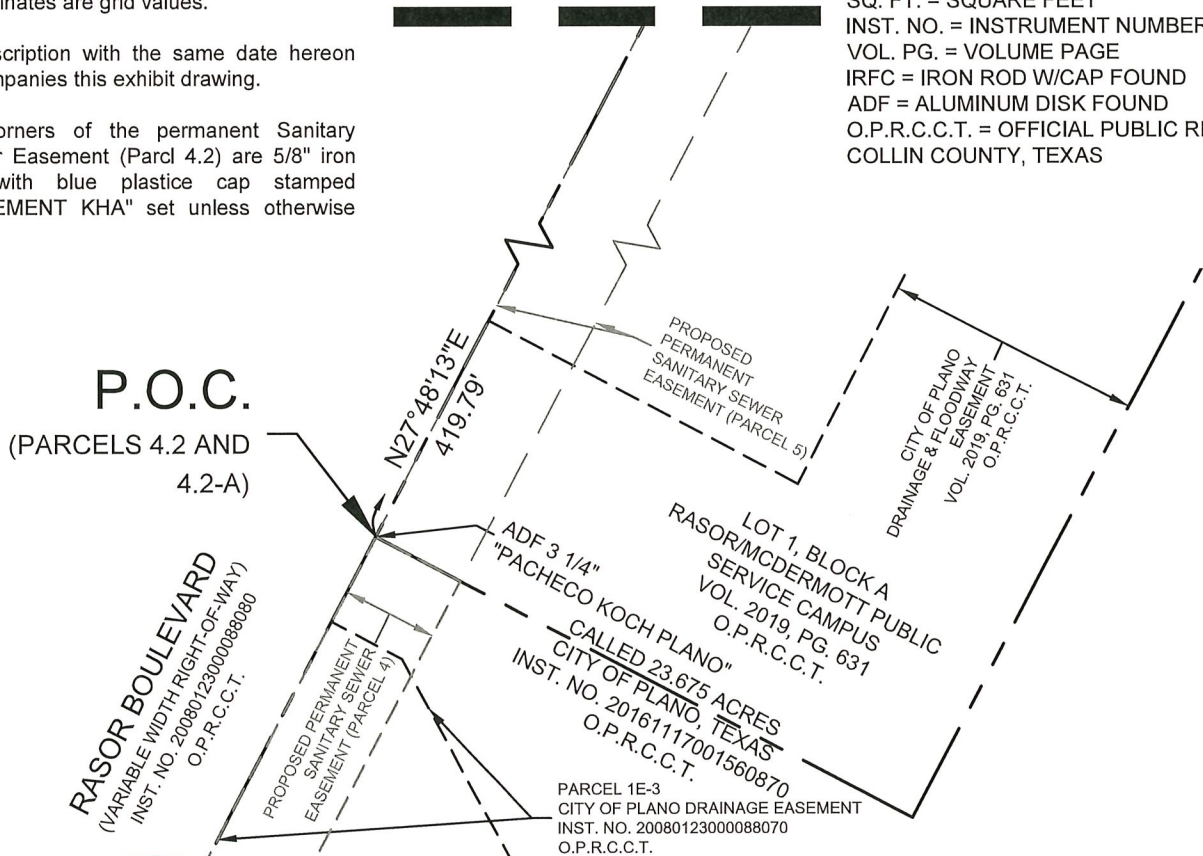 inates are grid values.
scription with the same date hereon
mpanies this exhibit drawing.
orners of the permanent Sanitary
r Easement (Parcl 4.2) are 5/8" iron
with blue plastice cap stamped
EMENT KHA" set unless otherwise
SQ. FT. = SQUARE FEET
INST. NO. = INSTRUMENT NUMBER
VOL. PG. = VOLUME PAGE
IRFC = IRON ROD W/CAP FOUND
ADF = ALUMINUM DISK FOUND
O.P.R.C.C.T. = OFFICIAL PUBLIC RE
COLLIN COUNTY, TEXAS
P.O.C.
(PARCELS 4.2 AND
4.2-A)
N27°48'13"E
419.79'
PROPOSED
PERMANENT
SANITARY SEWER
EASEMENT (PARCEL 5)
CITY OF PLANO
DRAINAGE & FLOODWAY
EASEMENT
VOL. 2019, PG. 631
O.P.R.C.C.T.
LOT 1, BLOCK A
RASOR/MCDERMOTT PUBLIC
SERVICE CAMPUS
VOL. 2019, PG. 631
O.P.R.C.C.T.
ADF 3 1/4"
"PACHECO KOCH PLANO"
CALLED 23.675 ACRES
CITY OF PLANO, TEXAS
INST. NO. 20161117001560870
O.P.R.C.C.T.
RASOR BOULEVARD
(VARIABLE WIDTH RIGHT-OF-WAY)
INST. NO. 20080123000088080
O.P.R.C.C.T.
PROPOSED PERMANENT
SANITARY SEWER
EASEMENT (PARCEL 4)
PARCEL 1E-3
CITY OF PLANO DRAINAGE EASEMENT
INST. NO. 20080123000088070
O.P.R.C.C.T.